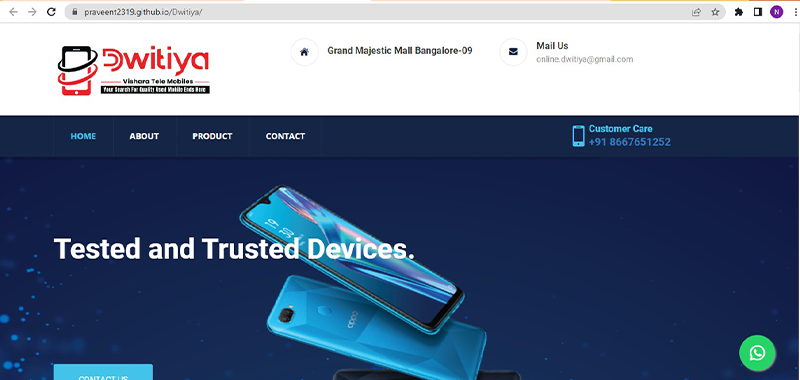 praveent2319.github.io/Dwitiya/
N
Dwitiya
Vishara Tele Mobiles
Your Search For Quality Used Mobile Ends Here
Grand Majestic Mall Bangalore-09
Mail Us
online.dwitiya@gmail.com
HOME ABOUT PRODUCT CONTACT
Customer Care
+91 8667651252
Tested and Trusted Devices.
oppo
CONTACT US